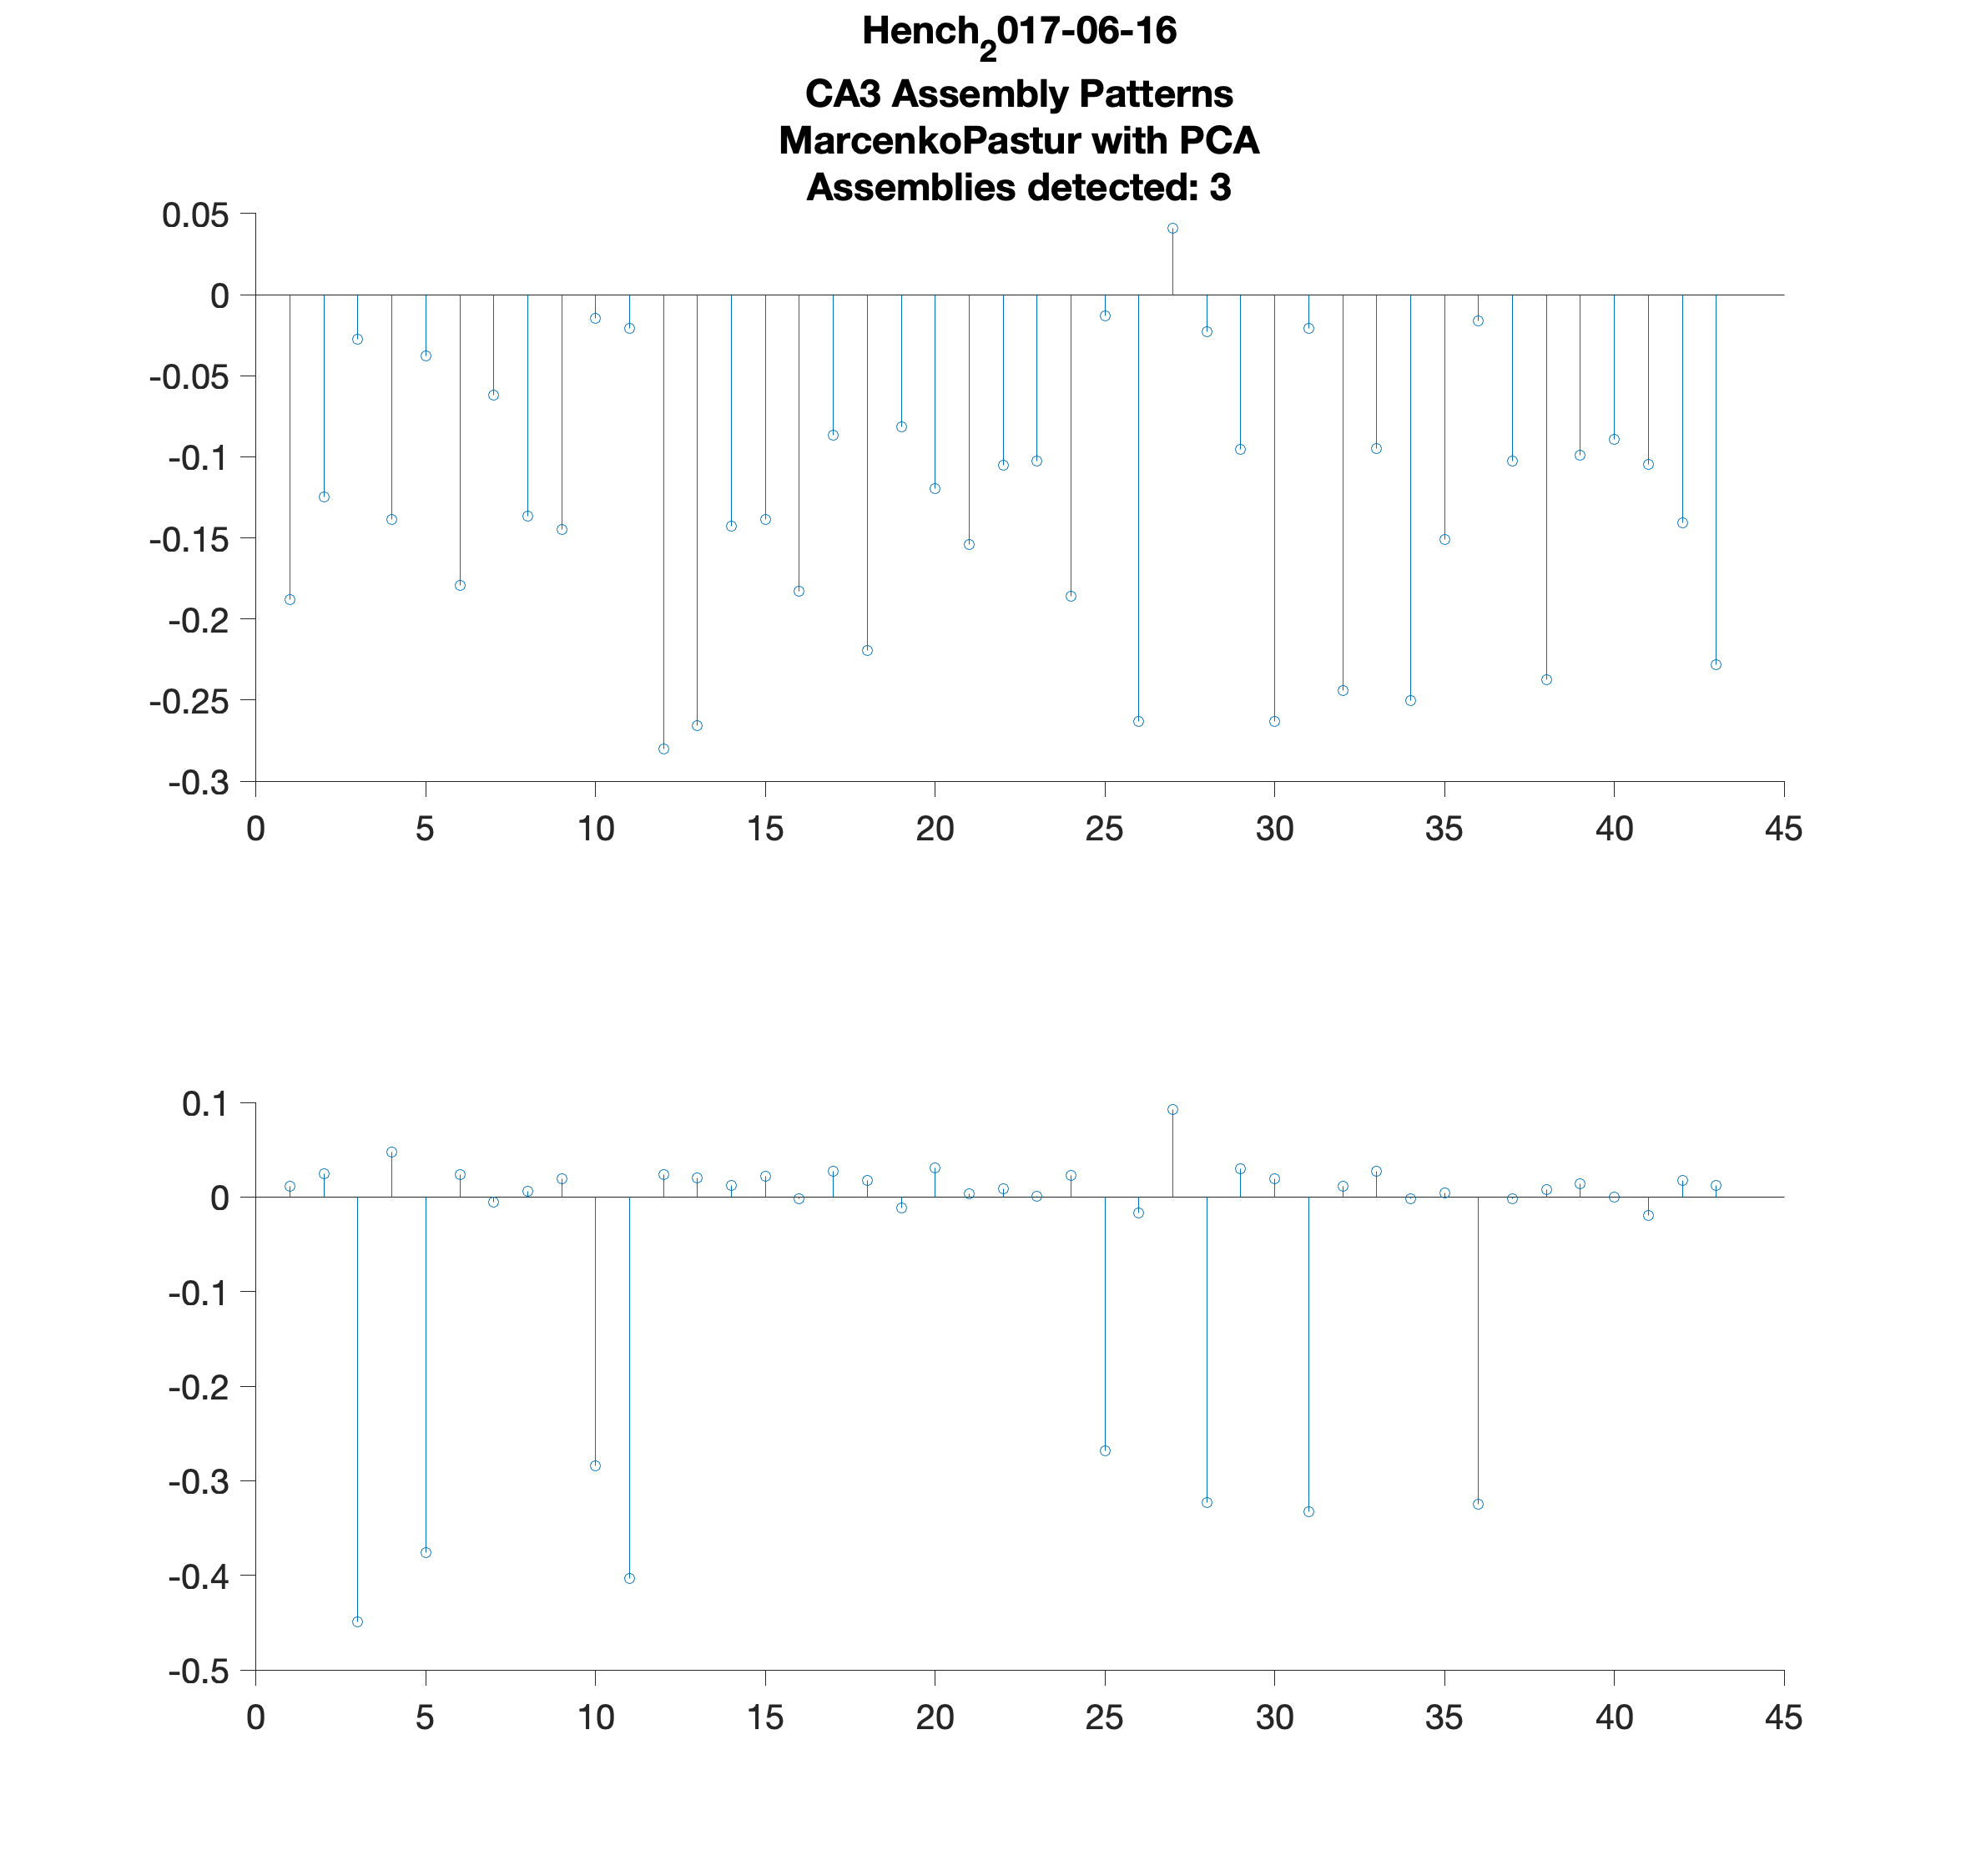 Hench2017-06-16
CA3 Assembly Patterns
MarcenkoPastur with PCA
Assemblies detected: 3
0.05
0
-0.05
-0.1
-0.15
-0.2
-0.25
-0.3
0 5 10 15 20 25 30 35 40 45
0.1
0
-0.1
-0.2
-0.3
-0.4
-0.5
0 5 10 15 20 25 30 35 40 45